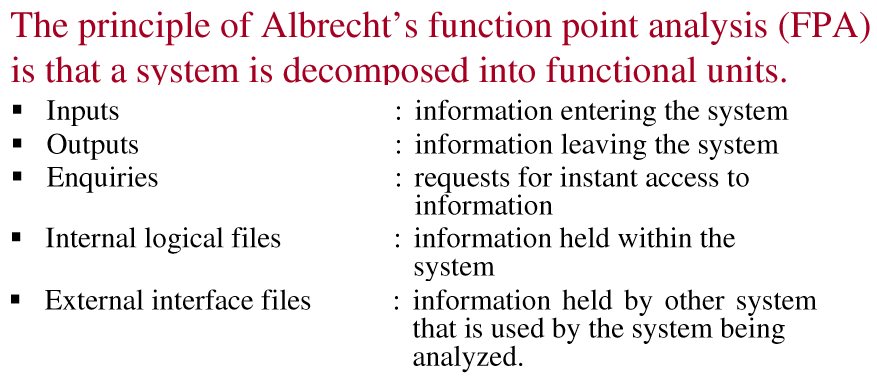 The principle of Albrecht's function point analysis (FPA)
is that a system is decomposed into functional units.
▪ Inputs : information entering the system
▪ Outputs : information leaving the system
▪ Enquiries : requests for instant access to
information
▪ Internal logical files : information held within the
system
▪ External interface files : information held by other system
that is used by the system being
analyzed.